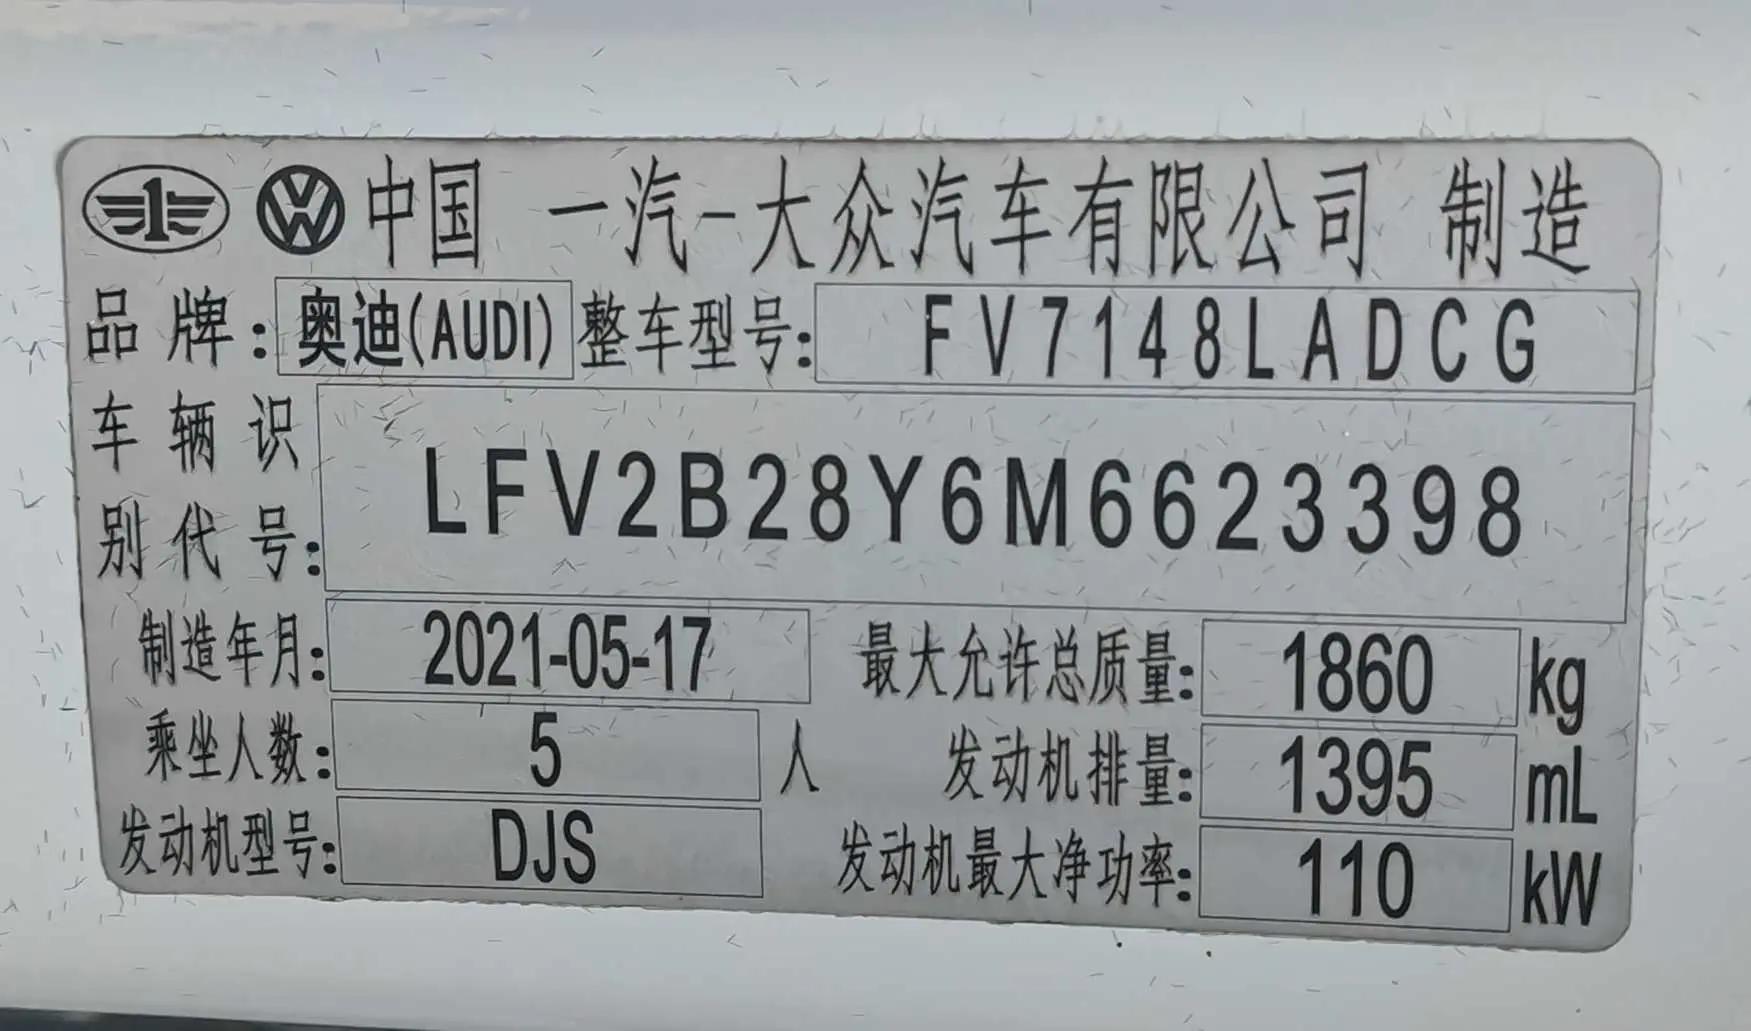 中国 一汽-大众汽车有限公司 制造
品牌: 奥迪(AUDI) 整车型号: FV7148LADCG
车辆识别代号: LFV2B28Y6M6623398
制造年月: 2021-05-17 最大允许总质量: 1860 kg
乘坐人数: 5 人 发动机排量: 1395 mL
发动机型号: DJS 发动机最大净功率: 110 kW